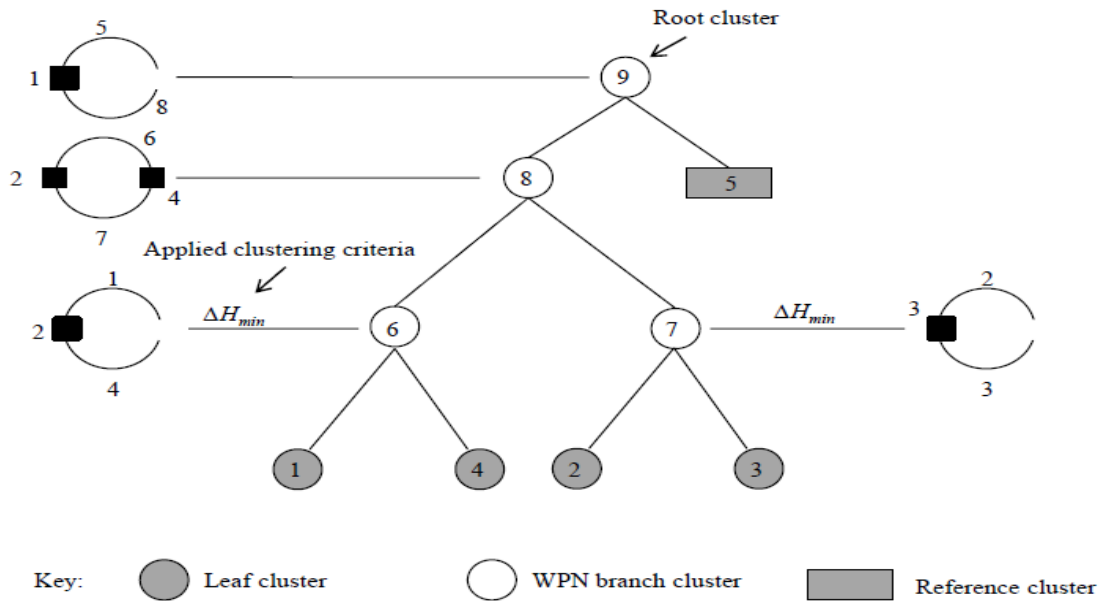 5
Root cluster
1
9
8
6
2
4
8
5
7
Applied clustering criteria
1
2
ΔH_min
6
7
ΔH_min
3
2
4
3
1
4
2
3
Key:
Leaf cluster
WPN branch cluster
Reference cluster